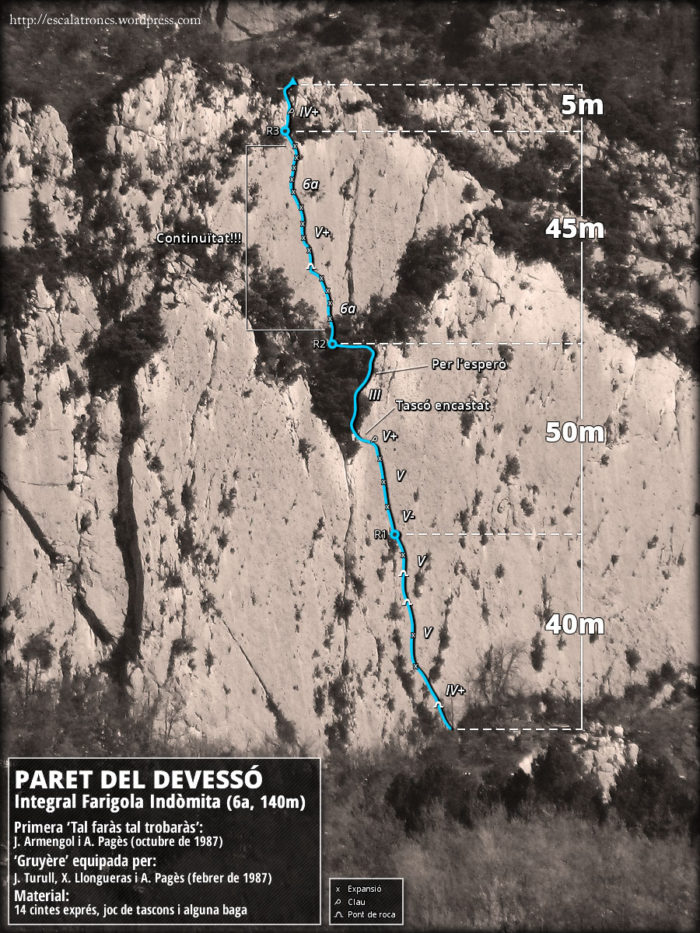 http://escalatroncs.wordpress.com
5m
IV+
R3
6a
45m
V+
Continuïtat!!!
6a
R2
Per l'esperó
III
Tascó encastat
V+
50m
V
V-
R1
V
40m
V
IV+
PARET DEL DEVESSÓ
Integral Farigola Indòmita (6a, 140m)
Primera 'Tal faràs tal trobaràs':
J. Armengol i A. Pagès (octubre de 1987)
'Gruyère' equipada per:
J. Turull, X. Llongueras i A. Pagès (febrer de 1987)
Material:
14 cintes exprés, joc de tascons i alguna baga
x Expansió
Clau
Pont de roca